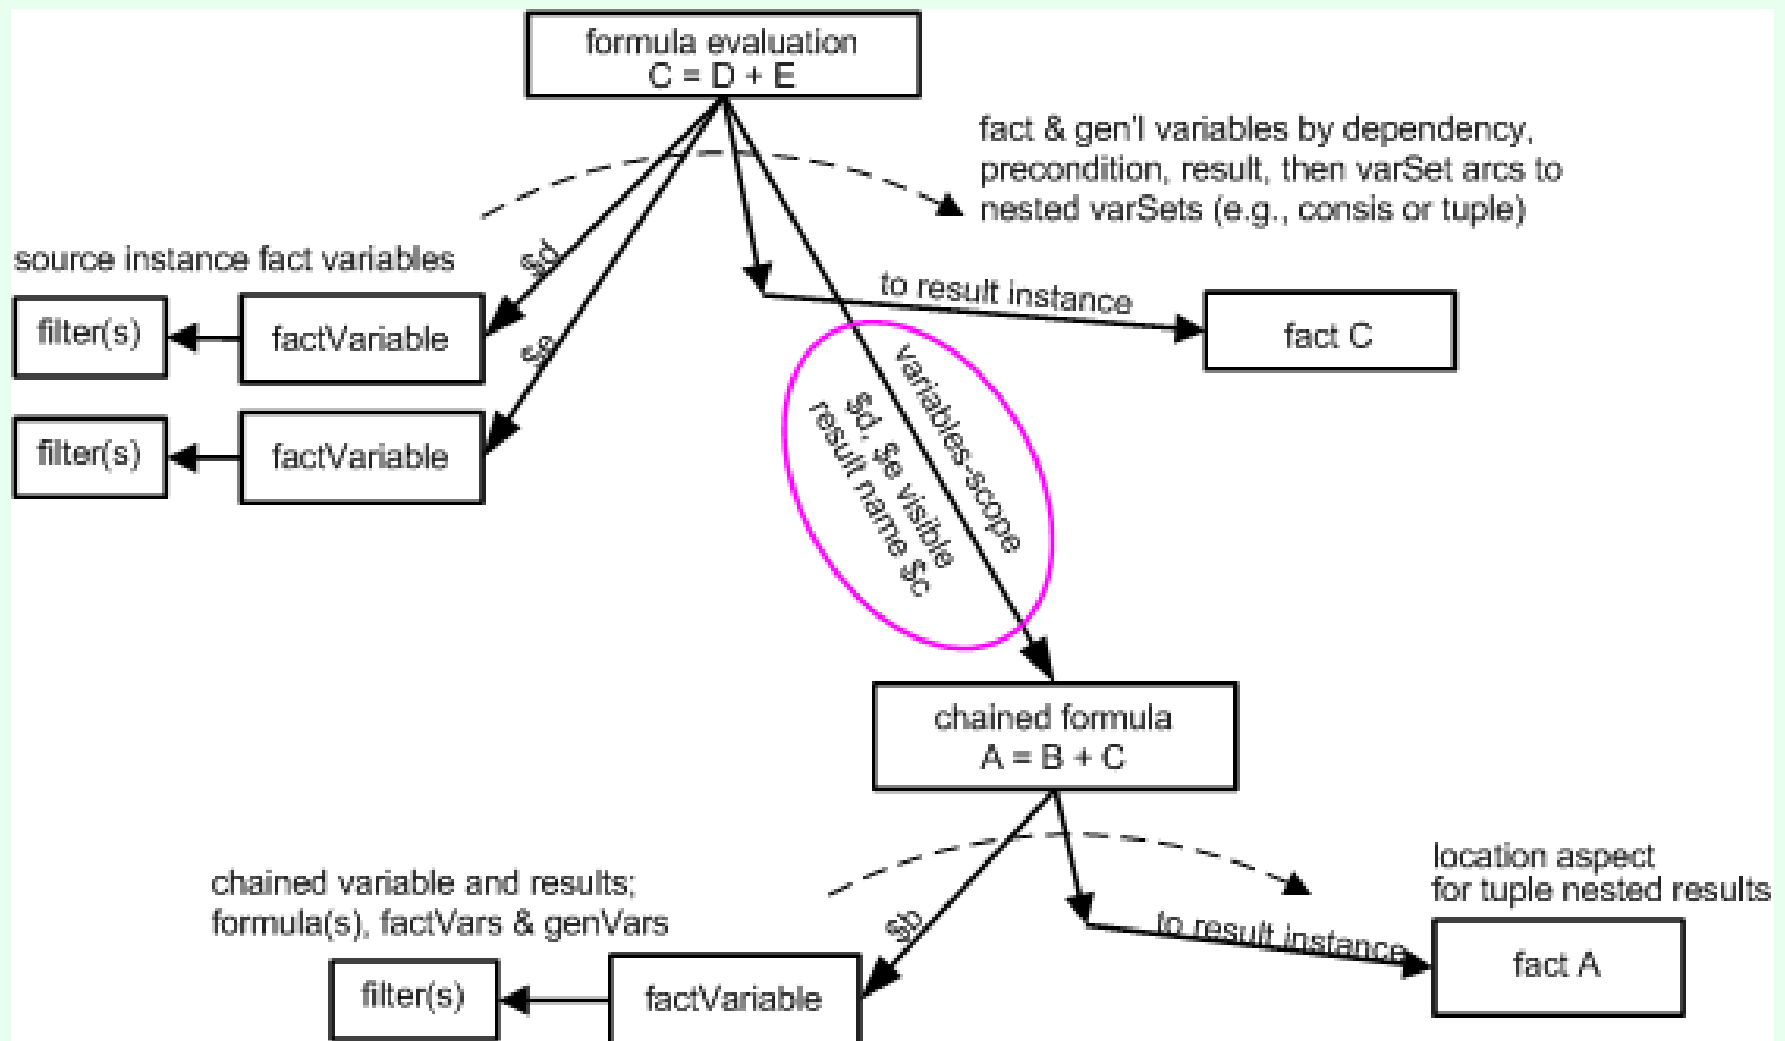 formula evaluation
C = D + E
fact & gen'l variables by dependency,
precondition, result, then varSet arcs to
nested varSets (e.g., consis or tuple)
source instance fact variables
$d
$e
filter(s)
factVariable
filter(s)
factVariable
to result instance
fact C
variables-scope
$d, $e visible
result name $c
chained formula
A = B + C
chained variable and results;
formula(s), factVars & genVars
$b
filter(s)
factVariable
location aspect
for tuple nested results
to result instance
fact A